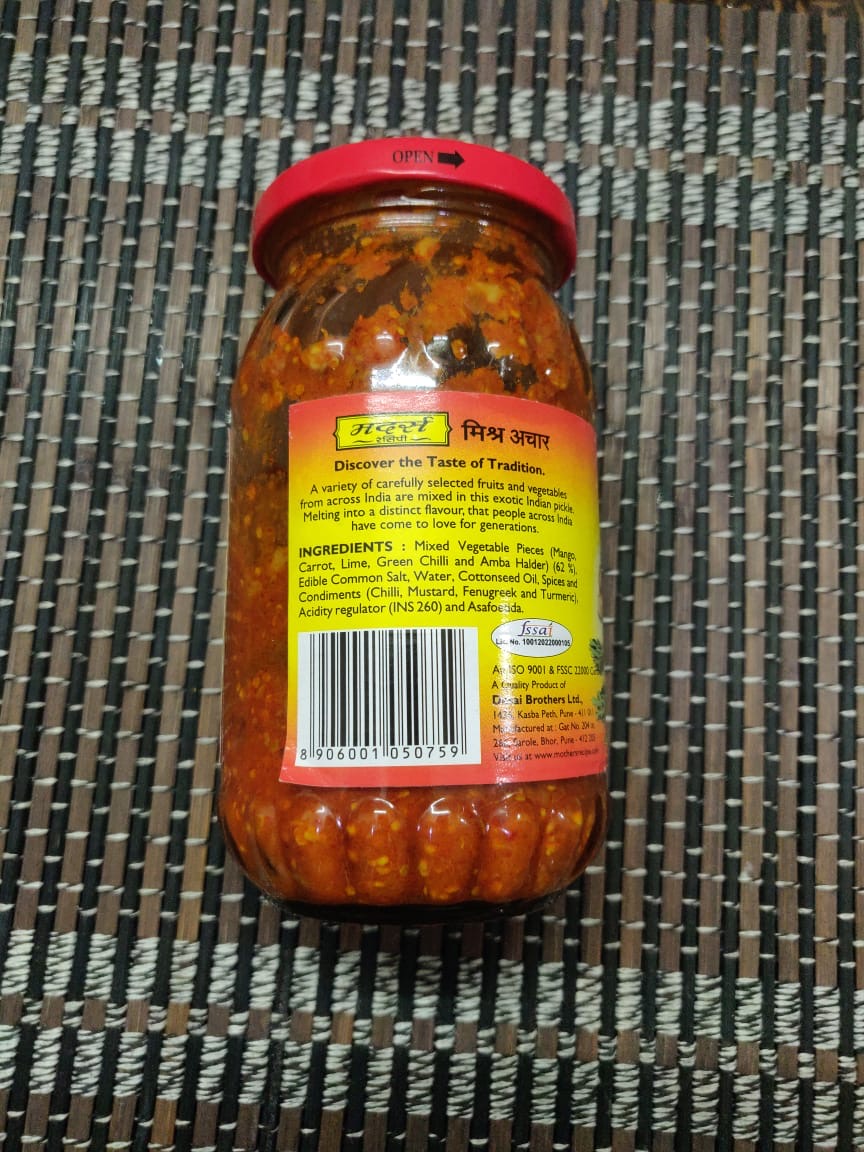 OPEN
मदर्स
रेसिपी
मिश्र अचार
Discover the Taste of Tradition.
A variety of carefully selected fruits and vegetables
from across India are mixed in this exotic Indian pickle.
Melting into a distinct flavour, that people across India
have come to love for generations.
INGREDIENTS : Mixed Vegetable Pieces (Mango,
Carrot, Lime, Green Chilli and Amba Halder) (62 %),
Edible Common Salt, Water, Cottonseed Oil, Spices and
Condiments (Chilli, Mustard, Fenugreek and Turmeric),
Acidity regulator (INS 260) and Asafoetida.
fssai
Lic. No. 10012022000105
An ISO 9001 & FSSC 22000
A Quality Product of
Desai Brothers Ltd.,
Kasba Peth, Pune - 411
Manufactured at : Gat No. 204
Bhor, Pune - 412
Visit us at
8 906001 050759